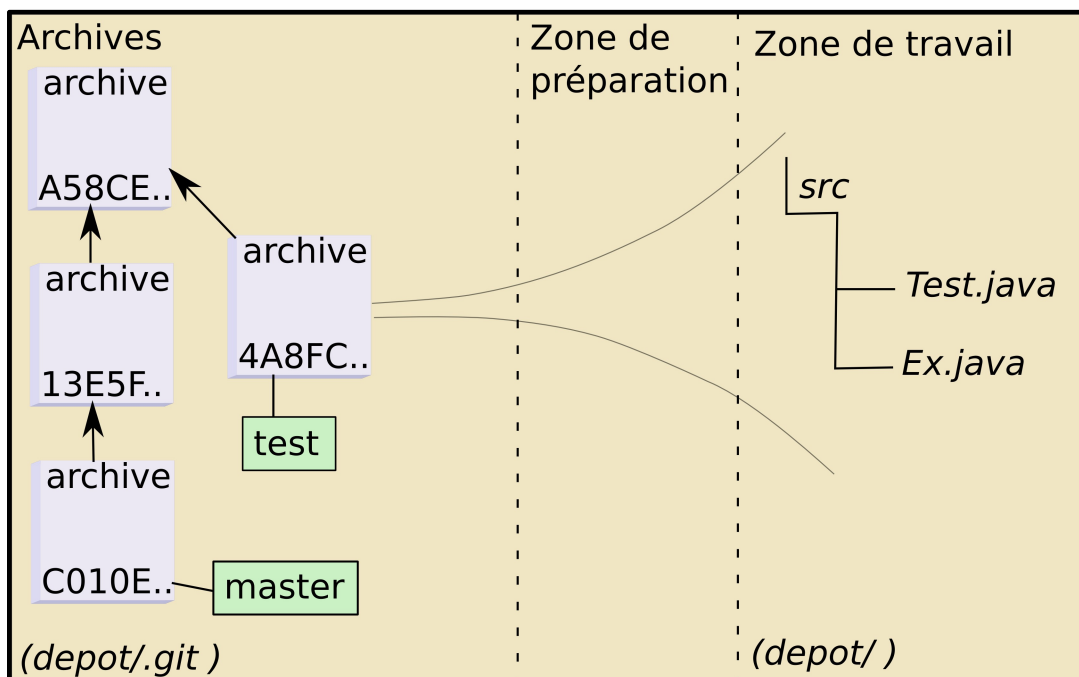 Archives
archive
A58CE..
archive
13E5F..
archive
C010E..
archive
4A8FC..
test
master
(depot/.git )
Zone de
préparation
Zone de travail
src
Test.java
Ex.java
(depot/ )